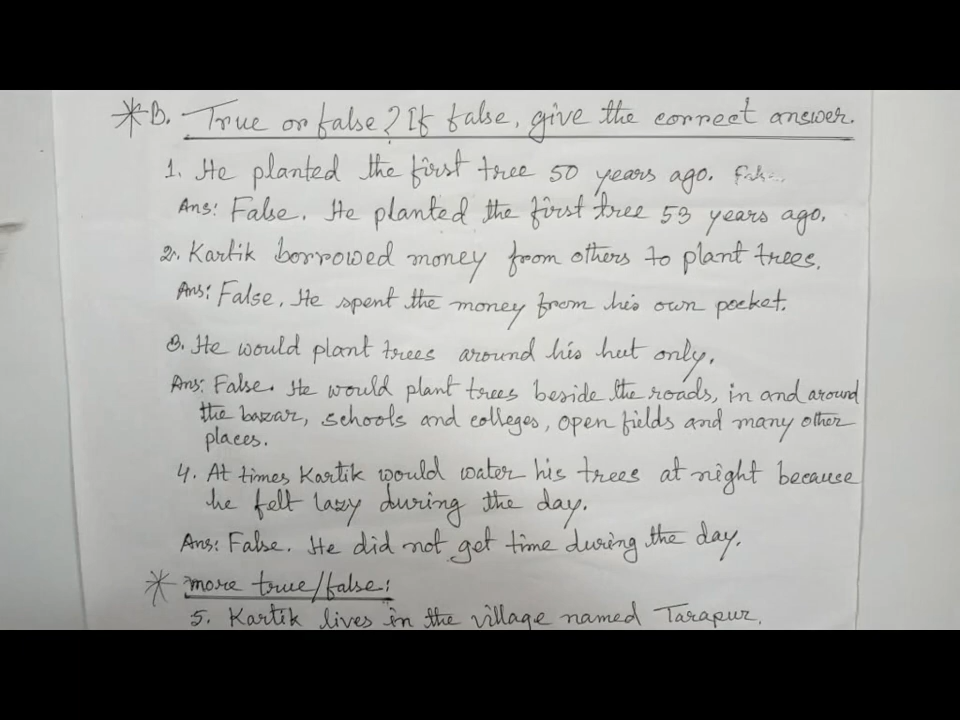 *B. True or false? If false, give the correct answer.
1. He planted the first tree 50 years ago.
Ans: False. He planted the first tree 53 years ago.
2. Kartik borrowed money from others to plant trees.
Ans: False. He spent the money from his own pocket.
3. He would plant trees around his hut only.
Ans: False. He would plant trees beside the roads, in and around
the bazar, schools and colleges, open fields and many other
places.
4. At times Kartik would water his trees at night because
he felt lazy during the day.
Ans: False. He did not get time during the day.
* more true/false:
5. Kartik lives in the village named Tarapur.